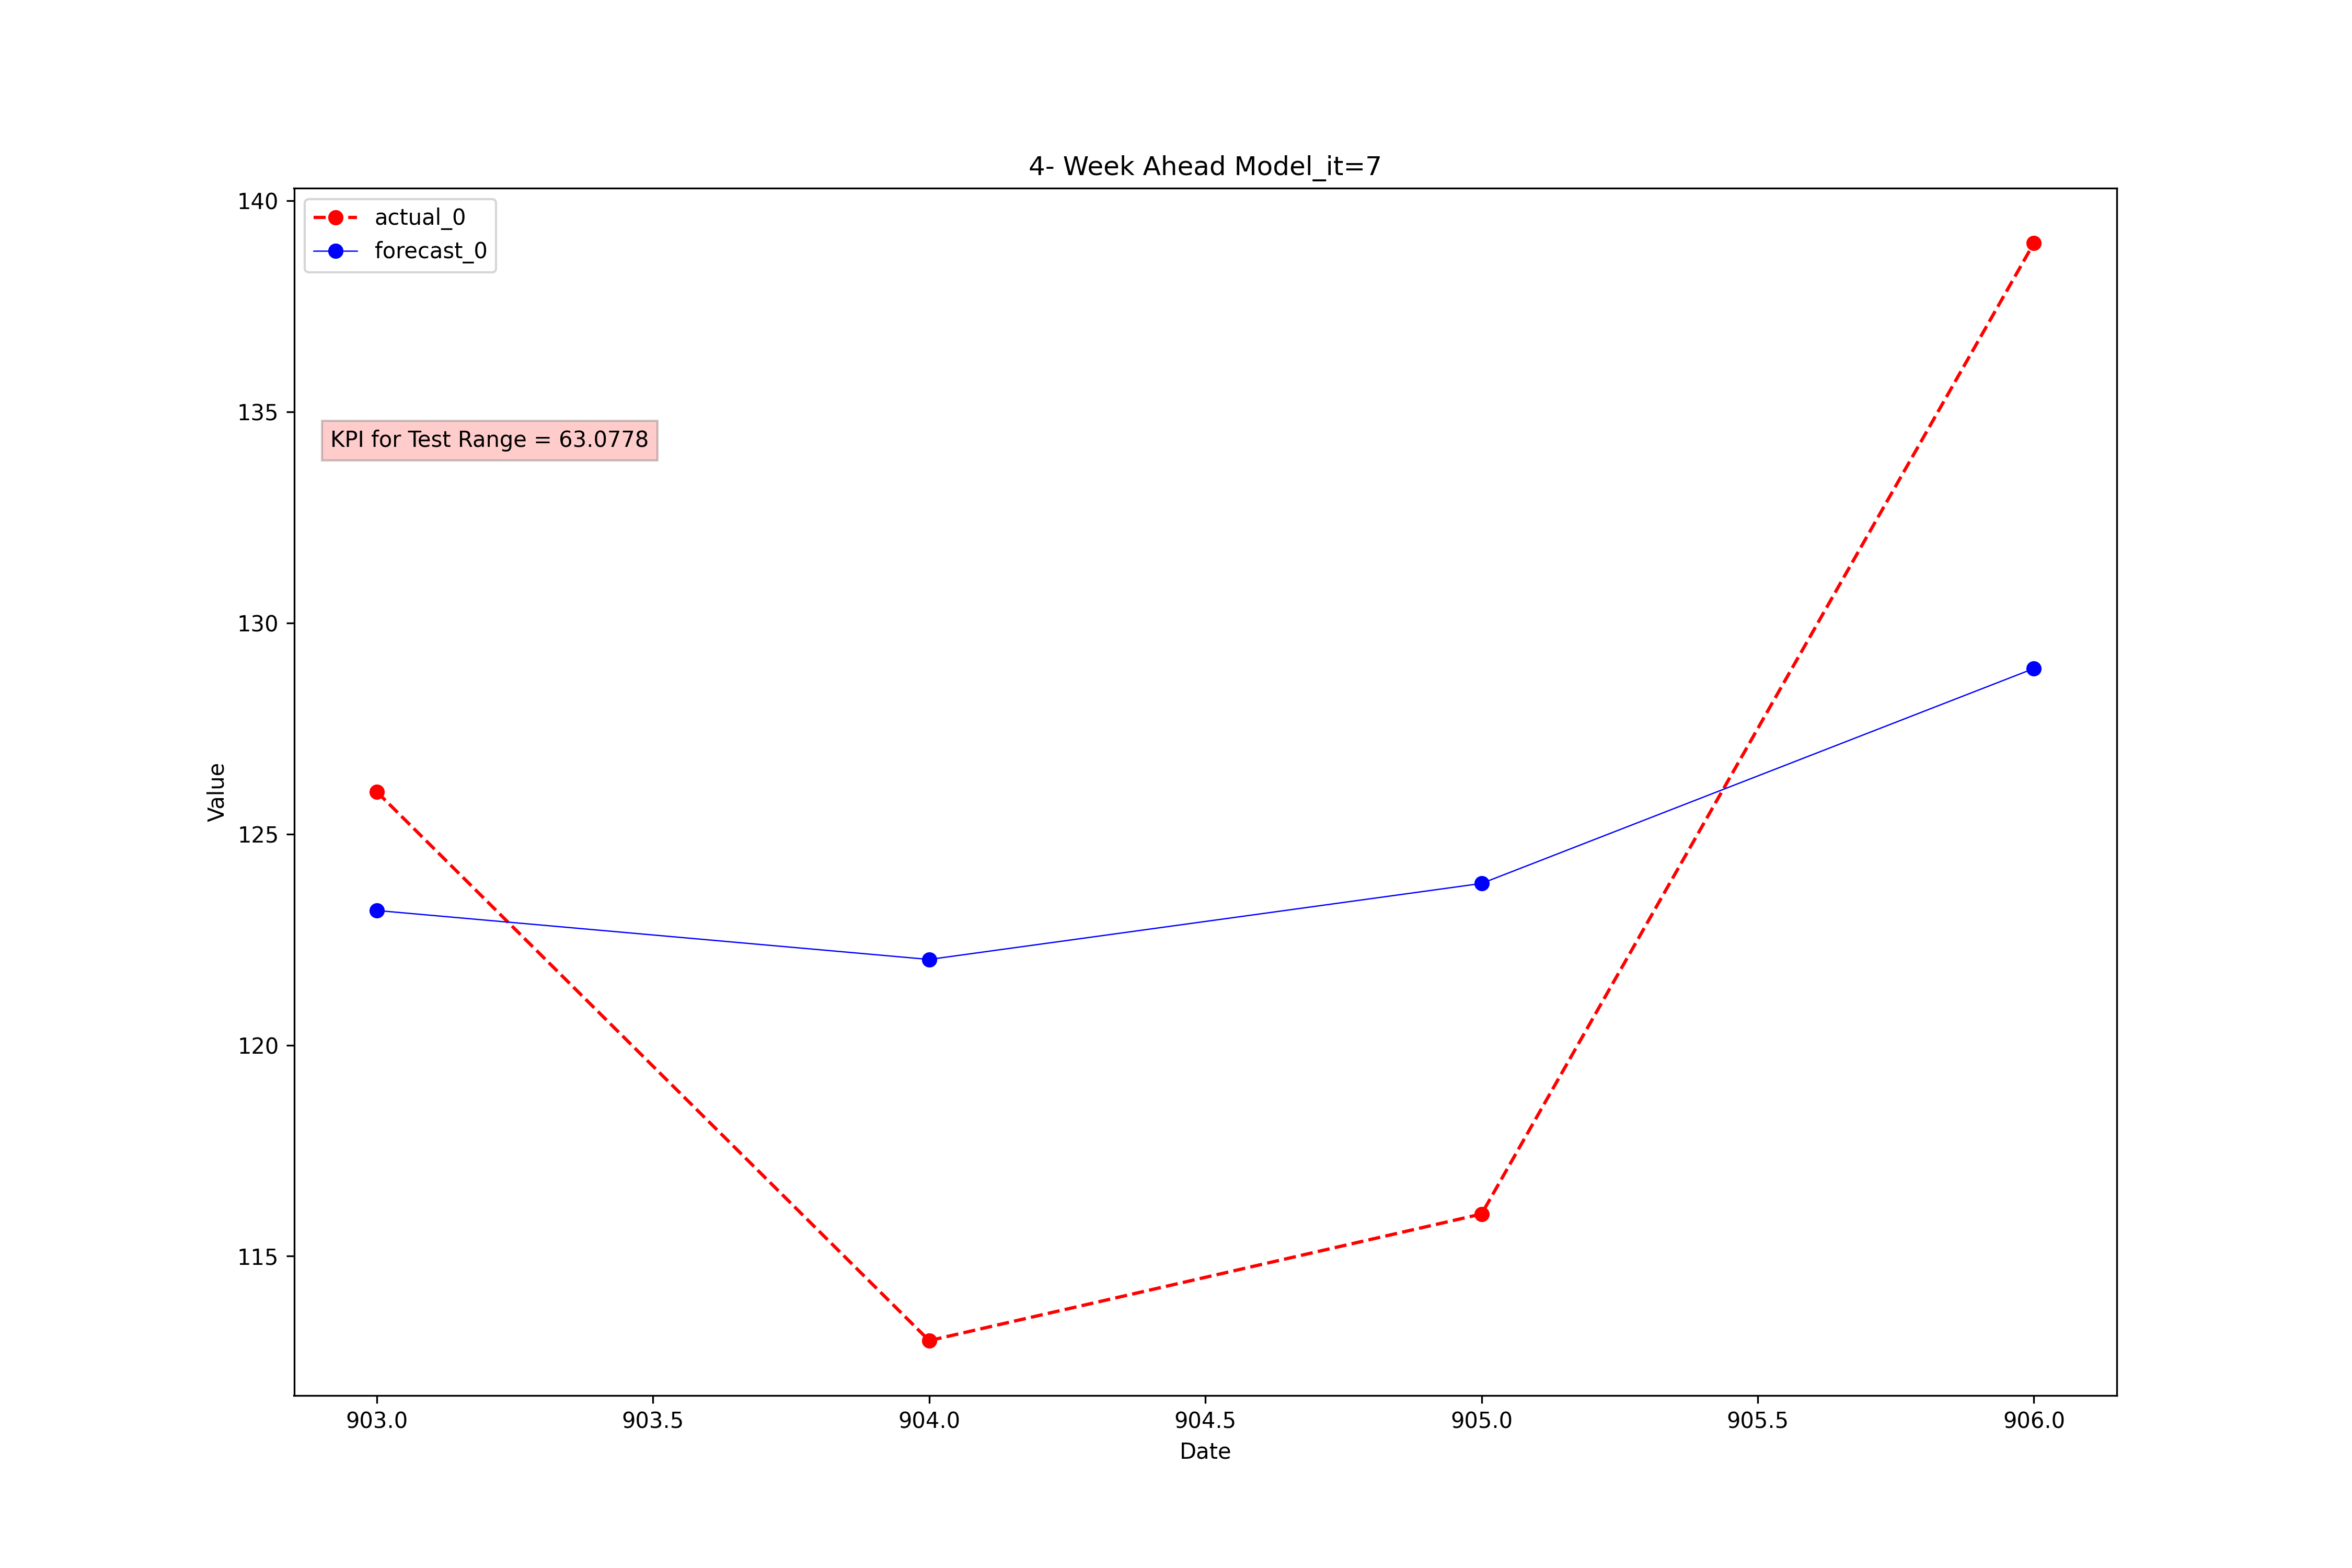 4- Week Ahead Model_it=7
140
135
130
125
120
115
Value
actual_0
forecast_0
KPI for Test Range = 63.0778
903.0 903.5 904.0 904.5 905.0 905.5 906.0
Date